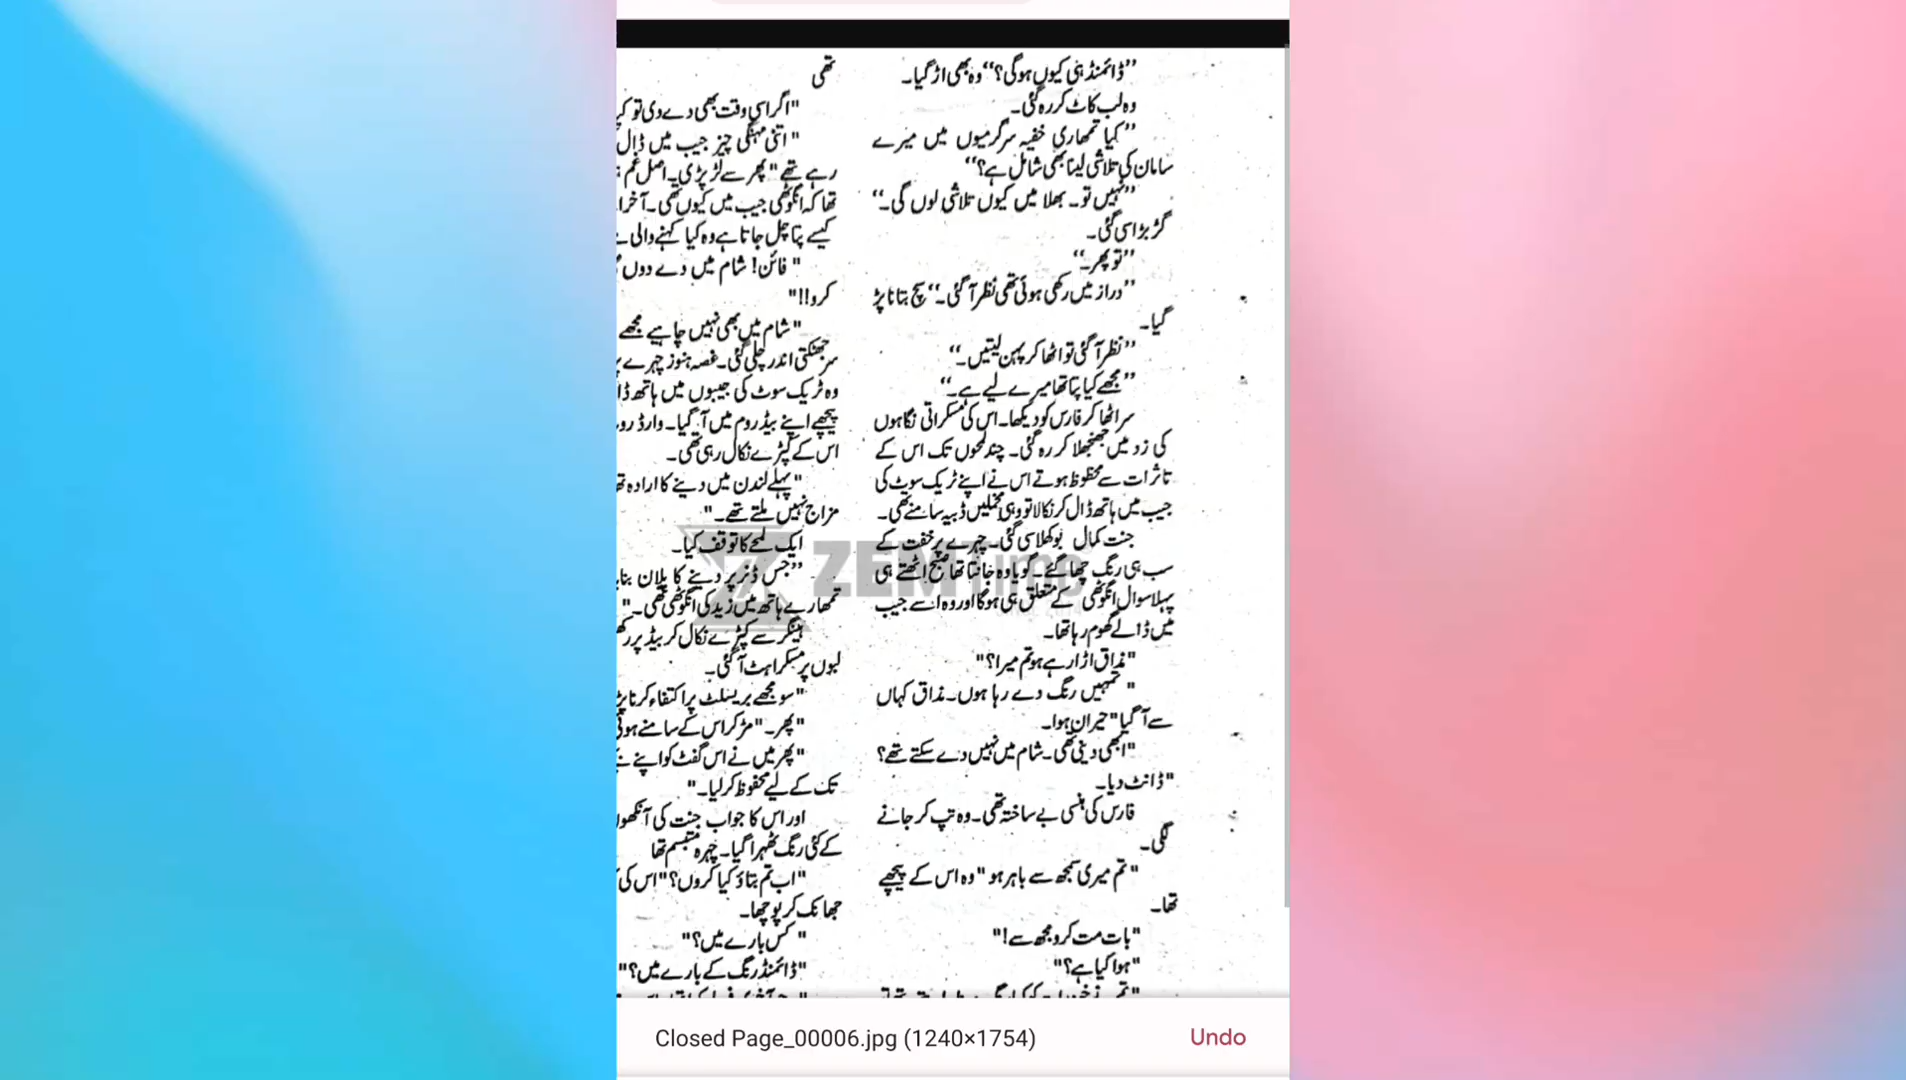 ’’ڈائمنڈ ہی کیوں ہوگی؟‘‘ وہ بھی اڑ گیا۔
وہ لب کاٹ کر رہ گئی۔
’’کیا تمھاری خفیہ سرگرمیوں میں میرے
سامان کی تلاشی لینا بھی شامل ہے؟‘‘
’’نہیں تو۔ بھلا میں کیوں تلاشی لوں گی۔‘‘
گڑبڑا سی گئی۔
’’تو پھر۔‘‘
’’دراز میں رکھی ہوئی تھی نظر آ گئی۔‘‘ سچ بتانا پڑ
گیا۔
’’نظر آ گئی تو اٹھا کر پہن لیتیں۔‘‘
’’مجھے کیا پتا تھا میرے لیے ہے۔‘‘
سر اٹھا کر فارس کو دیکھا۔ اس کی مسکراتی نگاہوں
کی زد میں جھنجھلا کر رہ گئی۔ چند لمحوں تک اس کے
تاثرات سے محظوظ ہوتے اس نے اپنے ٹریک سوٹ کی
جیب میں ہاتھ ڈال کر نکالا تو وہی مخملیں ڈبیہ سامنے تھی۔
جنت کمال بوکھلا سی گئی۔ چہرے پر خفت کے
سب ہی رنگ چھا گئے گویا وہ جانتا تھا صبح اٹھتے ہی
پہلا سوال انگوٹھی کے متعلق ہی ہوگا اور وہ اسے جیب
میں ڈالے گھوم رہا تھا۔
"مذاق اڑا رہے ہو تم میرا؟"
"تمہیں رنگ دے رہا ہوں۔ مذاق کہاں
سے آ گیا" حیران ہوا۔
"ابھی دینی تھی۔ شام میں نہیں دے سکتے تھے؟
"ڈانٹ دیا۔
فارس کی ہنسی بے ساختہ تھی۔ وہ تپ کر جانے
لگی۔
"تم میری سمجھ سے باہر ہو" وہ اس کے پیچھے
تھا۔
"بات مت کرو مجھ سے!"
"ہوا کیا ہے؟"
تھی
"اگر اسی وقت بھی دے دی تو
"اتنی مہنگی چیز جیب میں ڈال
رہے تھے" پھر سے لڑ پڑی۔ اصل غم
تھا کہ انگوٹھی جیب میں کیوں تھی۔ آخر
کیسے پتا چل جاتا ہے وہ کیا کہنے والی
"فائن! شام میں دے دوں
کرو!!"
"شام میں بھی نہیں چاہیے مجھے
سر جھٹکتی اندر چلی گئی۔ غصہ ہنوز چہرے
وہ ٹریک سوٹ کی جیبوں میں ہاتھ
پیچھے اپنے بیڈ روم میں آ گیا۔ وارڈ
اس کے کپڑے نکال رہی تھی۔
"پہلے لندن میں دینے کا ارادہ
مزاج نہیں ملتے تھے۔"
ایک لمحے کا توقف کیا۔
’’جس ڈنر پر دینے کا پلان
تمھارے ہاتھ میں زید کی انگوٹھی تھی۔"
ہینگر سے کپڑے نکال کر بیڈ پر
لبوں پر مسکراہٹ آ گئی۔
"سو مجھے بریسلٹ پر اکتفاء کرنا
"پھر۔" مڑ کر اس کے سامنے
"پھر میں نے اس گفٹ کو اپنے
تک کے لیے محفوظ کر لیا۔"
اور اس کا جواب جنت کی
کے کئی رنگ ٹھہرا گیا۔ چہرہ متبسم تھا
"اب تم بتاؤ کیا کروں؟" اس کی
جھانک کر پوچھا۔
"کس بارے میں؟"
"ڈائمنڈ رنگ کے بارے میں؟"
ZEMTime
Closed Page_00006.jpg (1240×1754)
Undo